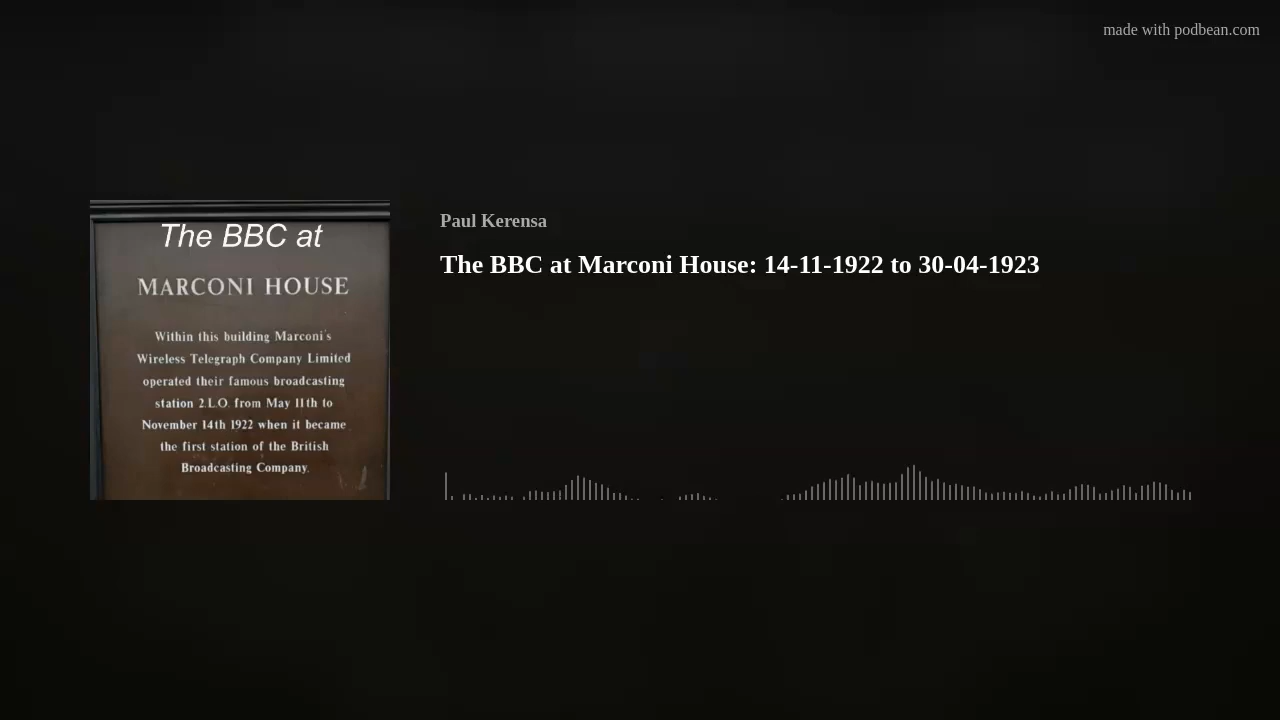 made with podbean.com
The BBC at
MARCONI HOUSE
Within this building Marconi's
Wireless Telegraph Company Limited
operated their famous broadcasting
station 2.L.O. from May 11th to
November 14th 1922 when it became
the first station of the British
Broadcasting Company.
Paul Kerensa
The BBC at Marconi House: 14-11-1922 to 30-04-1923